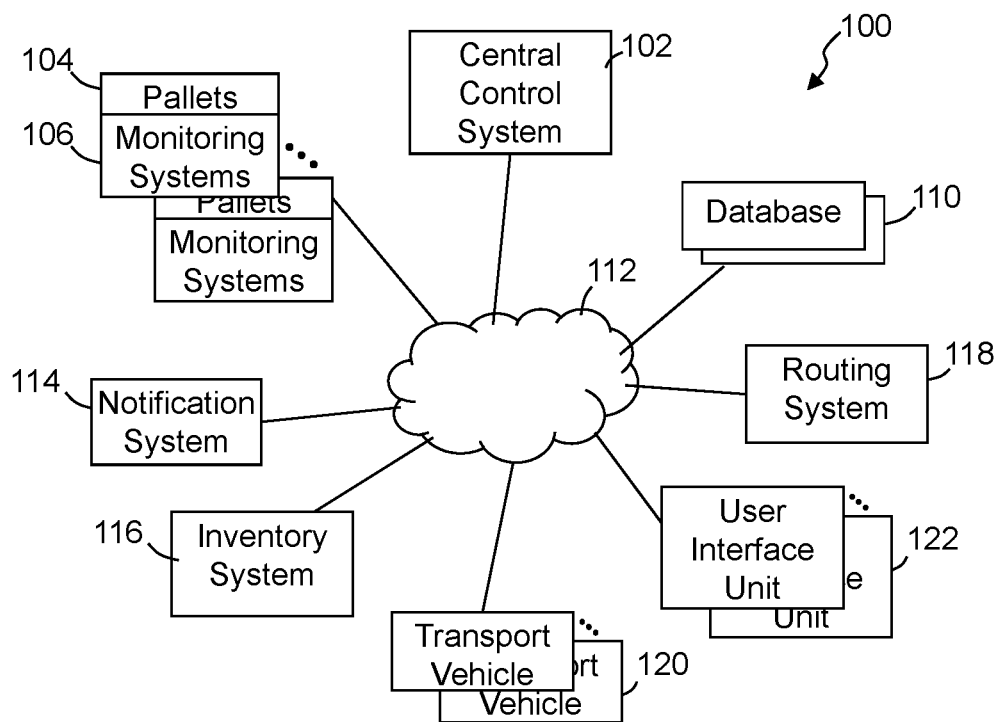 100
102
Central
Control
System
104
Pallets
106
Monitoring
Systems
Pallets
Monitoring
Systems
Database
110
112
114
Notification
System
Routing
System
118
116
Inventory
System
User
Interface
Unit
122
e
Unit
Transport
Vehicle
ort
Vehicle
120